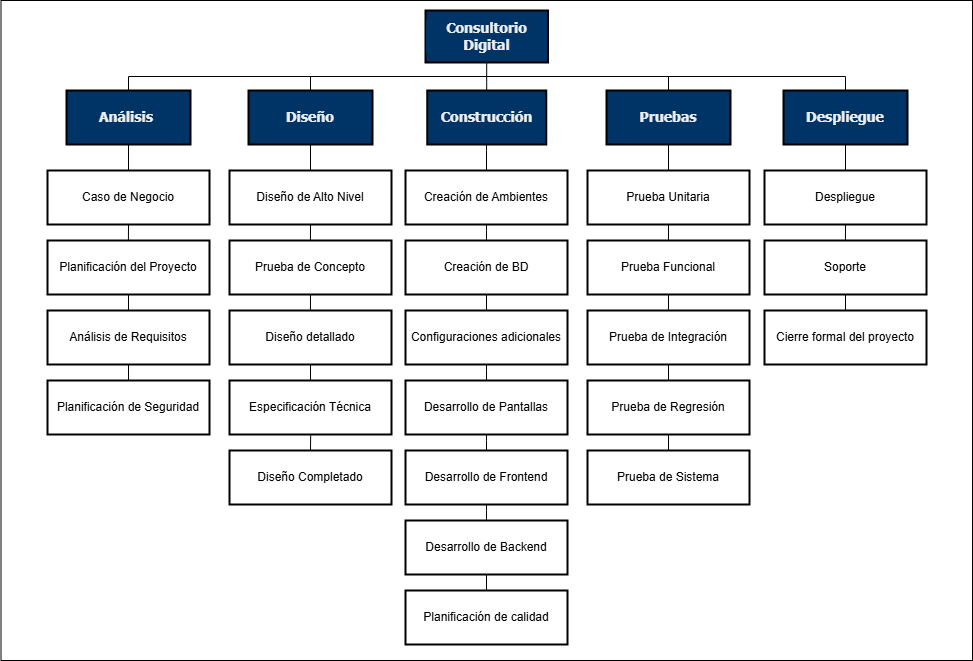 Consultorio
Digital
Análisis
Diseño
Construcción
Pruebas
Despliegue
Caso de Negocio
Diseño de Alto Nivel
Creación de Ambientes
Prueba Unitaria
Despliegue
Planificación del Proyecto
Prueba de Concepto
Creación de BD
Prueba Funcional
Soporte
Análisis de Requisitos
Diseño detallado
Configuraciones adicionales
Prueba de Integración
Cierre formal del proyecto
Planificación de Seguridad
Especificación Técnica
Desarrollo de Pantallas
Prueba de Regresión
Diseño Completado
Desarrollo de Frontend
Prueba de Sistema
Desarrollo de Backend
Planificación de calidad